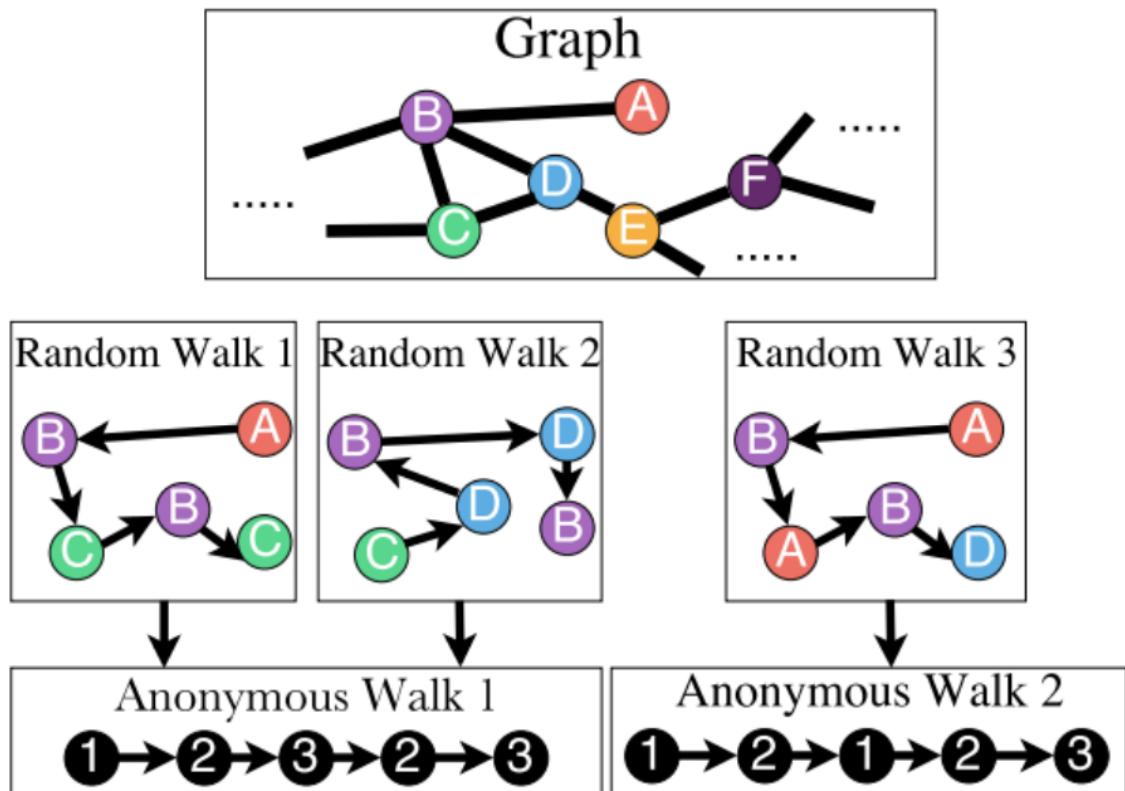 Graph
B
A
.....
D
F
.....
C
E
.....
Random Walk 1
B
A
B
C
C
Random Walk 2
B
D
D
B
C
Random Walk 3
B
A
B
A
D
Anonymous Walk 1
1 2 3 2 3
Anonymous Walk 2
1 2 1 2 3